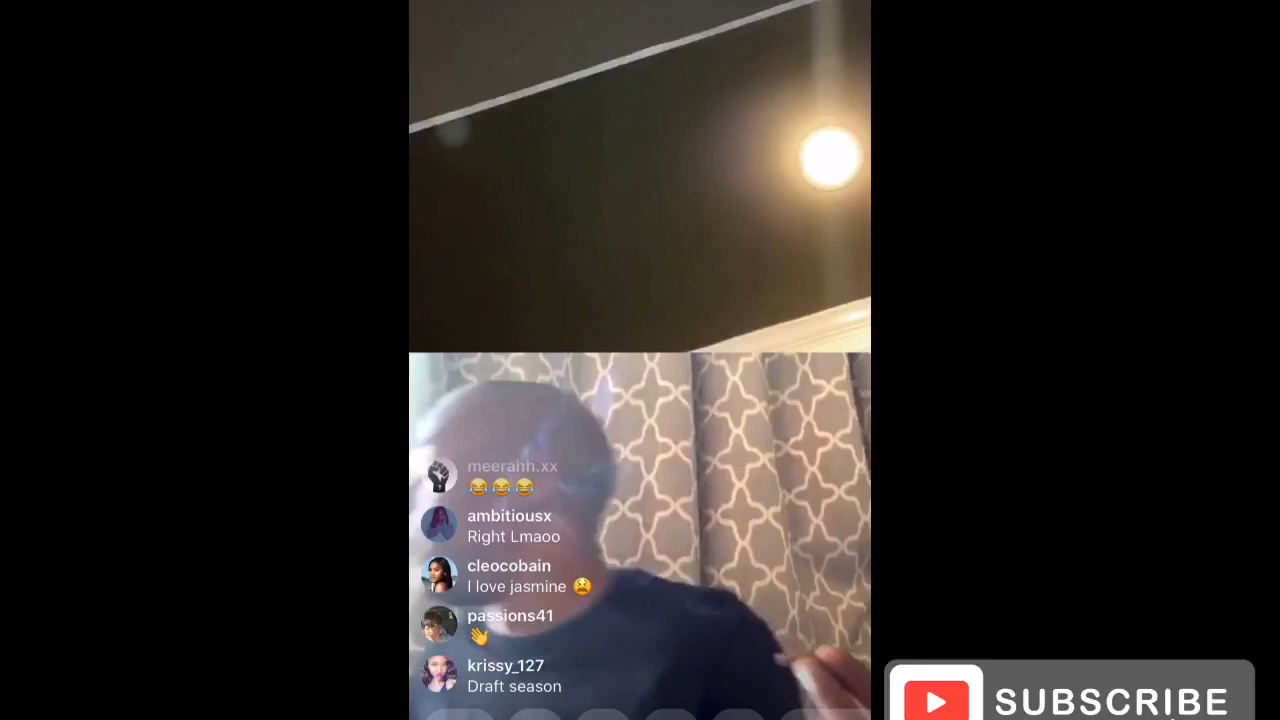 meerahh.xx
😂😂😂
ambitiousx
Right Lmaoo
cleocobain
I love jasmine 😫
passions41
👋
krissy_127
Draft season
SUBSCRIBE